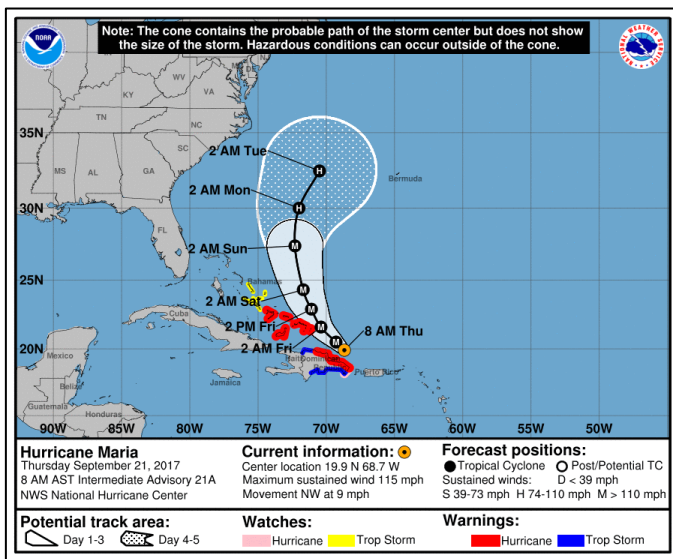 Note: The cone contains the probable path of the storm center but does not show
the size of the storm. Hazardous conditions can occur outside of the cone.
NOAA
NATIONAL WEATHER SERVICE
WV
VA
KY
TN
NC
SC
MS
AL
GA
FL
35N
30N
25N
20N
15N
2 AM Tue
2 AM Mon
2 AM Sun
2 AM Sat
2 PM Fri
2 AM Fri
8 AM Thu
H
H
M
M
M
M
M
Bermuda
Bahamas
Cuba
Mexico
Belize
Guatemala
Honduras
Jamaica
Haiti
Puerto Rico
90W 85W 80W 75W 70W 65W 60W 55W 50W
Hurricane Maria
Thursday September 21, 2017
8 AM AST Intermediate Advisory 21A
NWS National Hurricane Center
Current information:
Center location 19.9 N 68.7 W
Maximum sustained wind 115 mph
Movement NW at 9 mph
Forecast positions:
Tropical Cyclone Post/Potential TC
Sustained winds: D < 39 mph
S 39-73 mph H 74-110 mph M > 110 mph
Potential track area:
Day 1-3 Day 4-5
Watches:
Hurricane Trop Storm
Warnings:
Hurricane Trop Storm